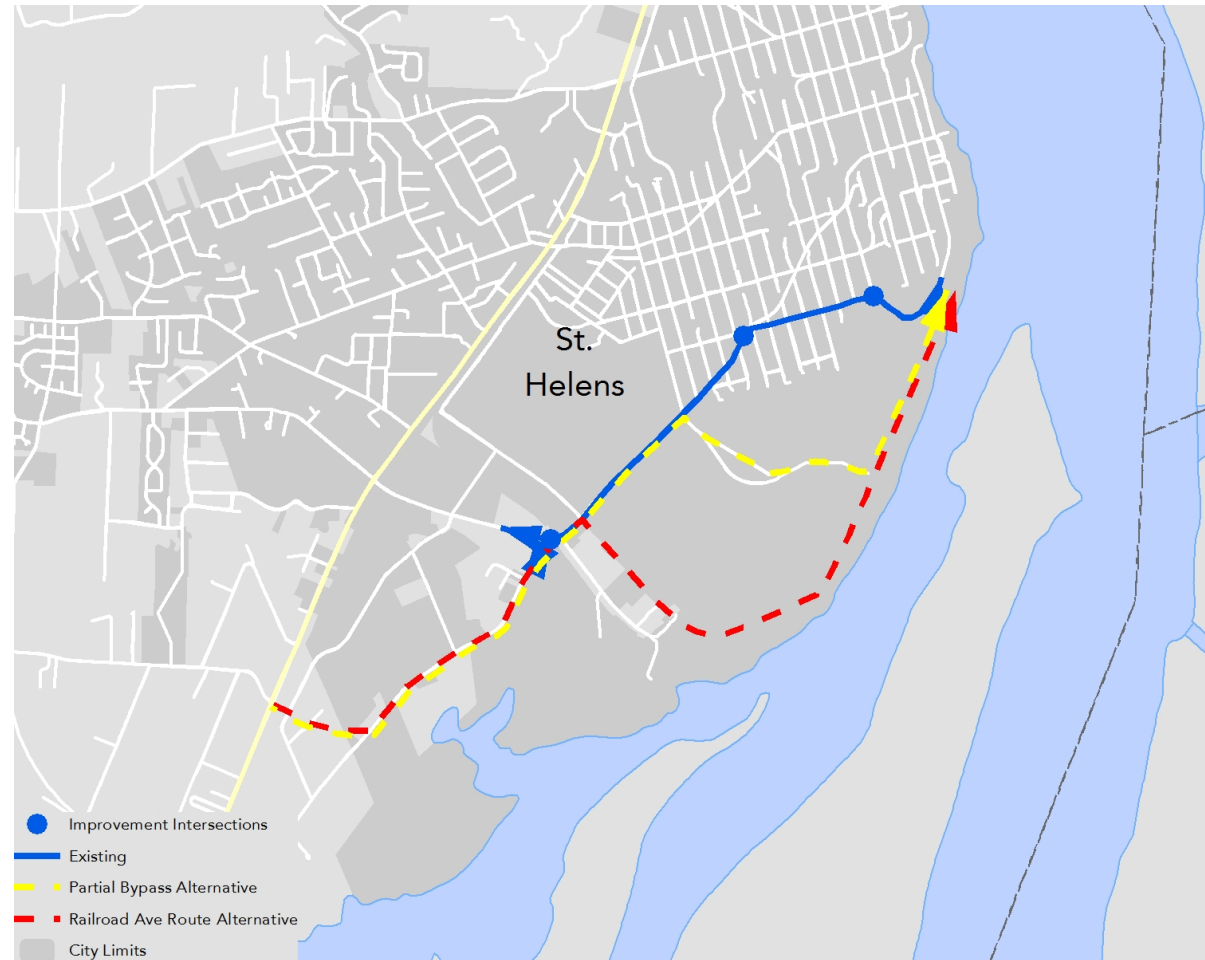 St.
Helens
Improvement Intersections
Existing
Partial Bypass Alternative
Railroad Ave Route Alternative
City Limits